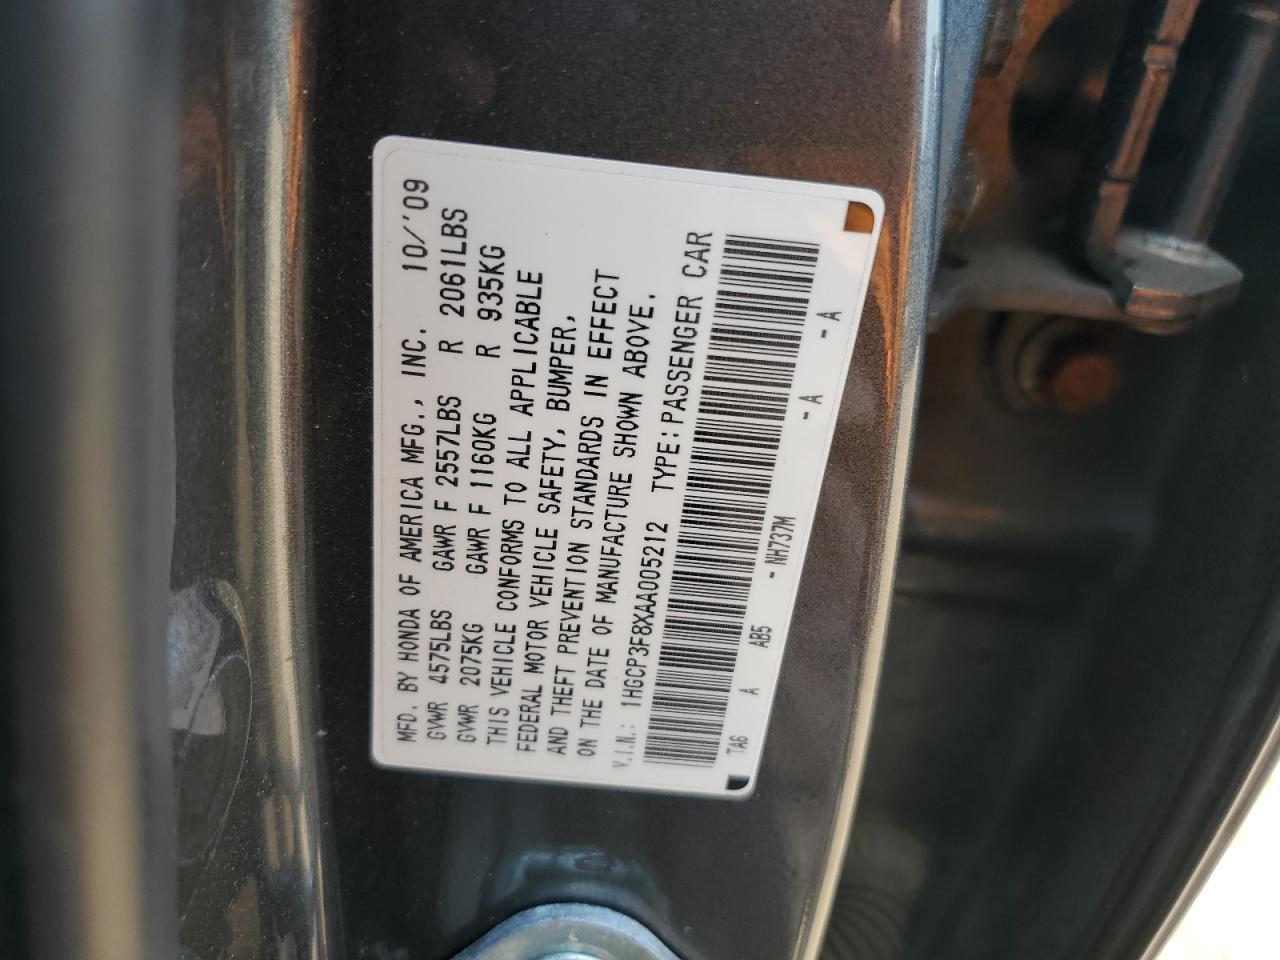 MFD. BY HONDA OF AMERICA MFG., INC. 10/'09
GVWR 4575LBS GAWR F 2557LBS R 2061LBS
GVWR 2075KG GAWR F 1160KG R 935KG
THIS VEHICLE CONFORMS TO ALL APPLICABLE
FEDERAL MOTOR VEHICLE SAFETY, BUMPER,
AND THEFT PREVENTION STANDARDS IN EFFECT
ON THE DATE OF MANUFACTURE SHOWN ABOVE.
V.I.N.: 1HGCP3F8XAA005212 TYPE: PASSENGER CAR
TA6 A AB5 - NH737M - A - A